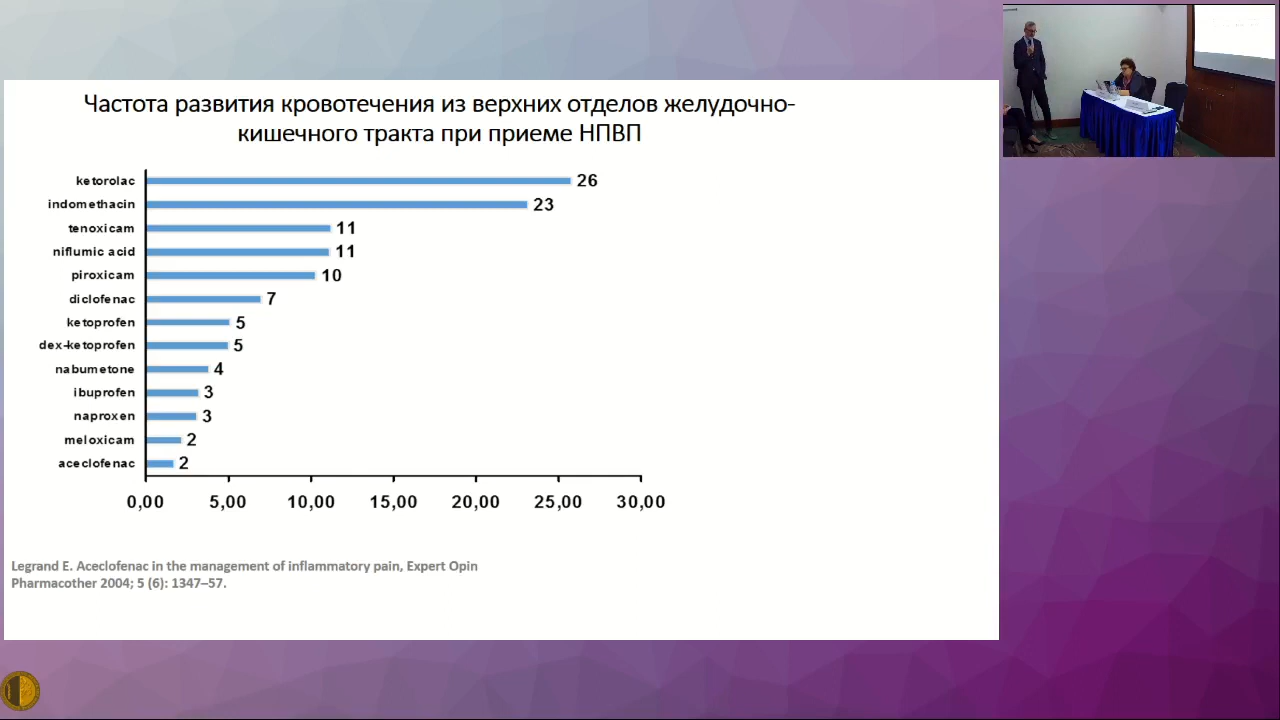 Частота развития кровотечения из верхних отделов желудочно-
кишечного тракта при приеме НПВП
ketorolac 26
indomethacin 23
tenoxicam 11
niflumic acid 11
piroxicam 10
diclofenac 7
ketoprofen 5
dex-ketoprofen 5
nabumetone 4
ibuprofen 3
naproxen 3
meloxicam 2
aceclofenac 2
0,00 5,00 10,00 15,00 20,00 25,00 30,00
Legrand E. Aceclofenac in the management of inflammatory pain, Expert Opin
Pharmacother 2004; 5 (6): 1347–57.